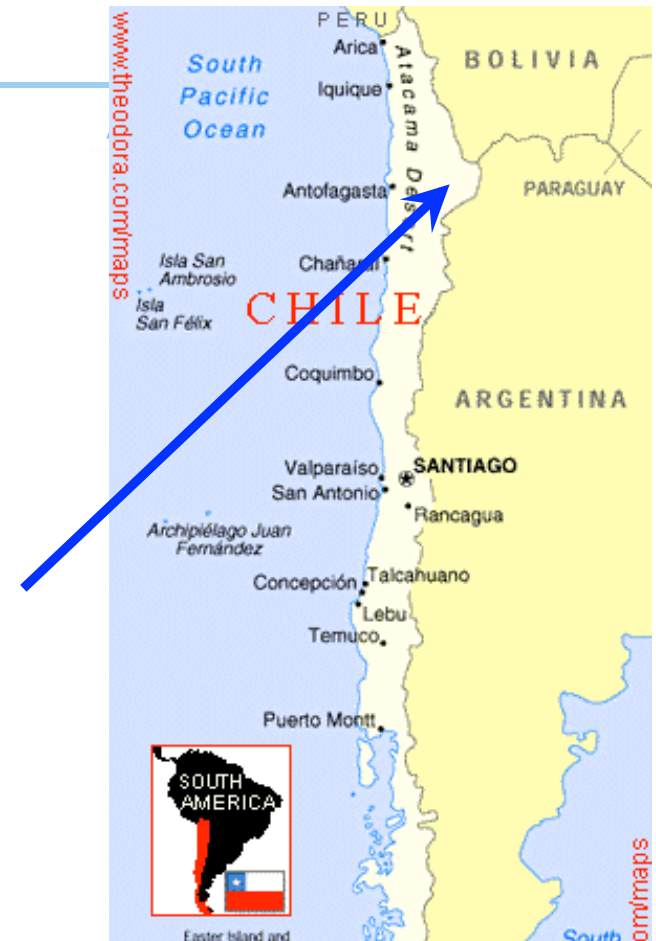 www.theodora.com/maps
PERU
Arica
BOLIVIA
South
Pacific
Ocean
Iquique
Atacama Desert
Antofagasta
PARAGUAY
Isla San
Ambrosio
Chañaral
Isla
San Félix
CHILE
Coquimbo
ARGENTINA
Valparaíso
SANTIAGO
San Antonio
Rancagua
Archipiélago Juan
Fernández
Concepción
Talcahuano
Lebu
Temuco
Puerto Montt
SOUTH
AMERICA
om/maps
Easter Island and
South